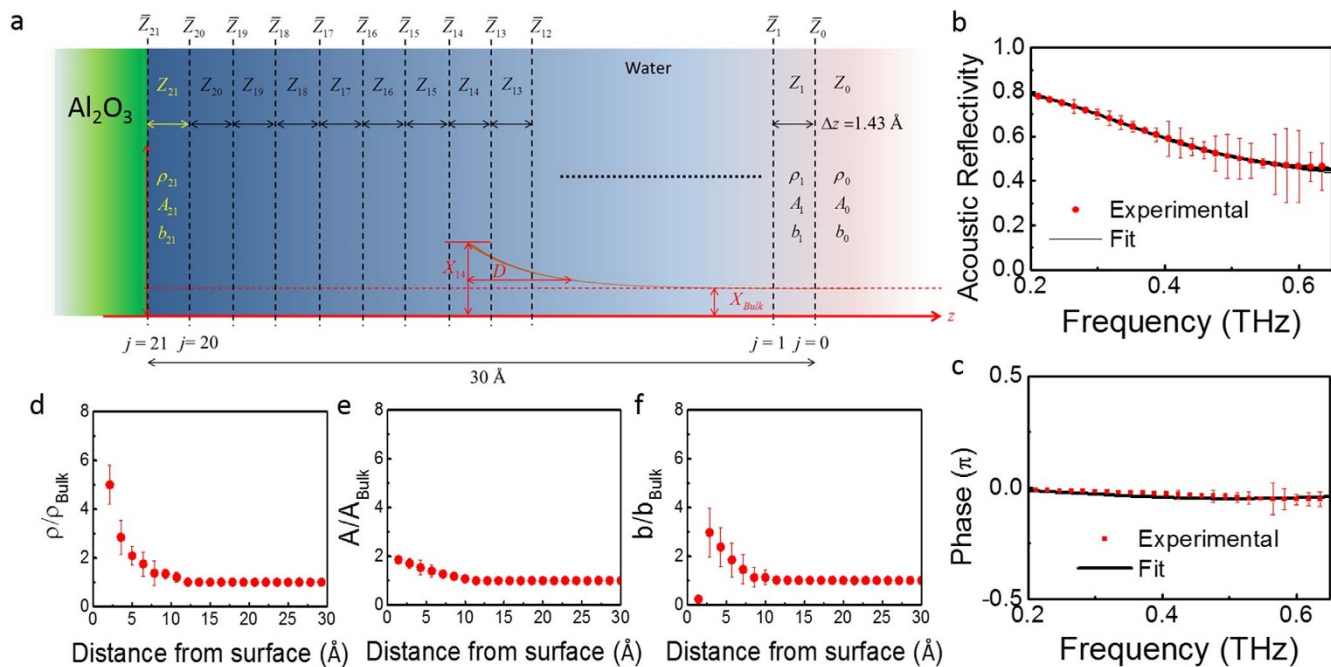 a
Z̅21 Z̅20 Z̅19 Z̅18 Z̅17 Z̅16 Z̅15 Z̅14 Z̅13 Z̅12 Z̅1 Z̅0
Water
Z21 Z20 Z19 Z18 Z17 Z16 Z15 Z14 Z13 Z1 Z0
Al2O3
Δz =1.43 Å
ρ21 ρ1 ρ0
A21 A1 A0
b21 b1 b0
X14 D
XBulk
z
j = 21 j= 20 j = 1 j = 0
30 Å
b
Acoustic Reflectivity
1.0
0.8
0.6
0.4
0.2
0.0
Experimental
Fit
0.2 0.4 0.6
Frequency (THz)
c
Phase (π)
0.5
0.0
-0.5
Experimental
Fit
0.2 0.4 0.6
Frequency (THz)
d
ρ/ρBulk
8
6
4
2
0
0 5 10 15 20 25 30
Distance from surface (Å)
e
A/ABulk
8
6
4
2
0
0 5 10 15 20 25 30
Distance from surface (Å)
f
b/bBulk
8
6
4
2
0
0 5 10 15 20 25 30
Distance from surface (Å)